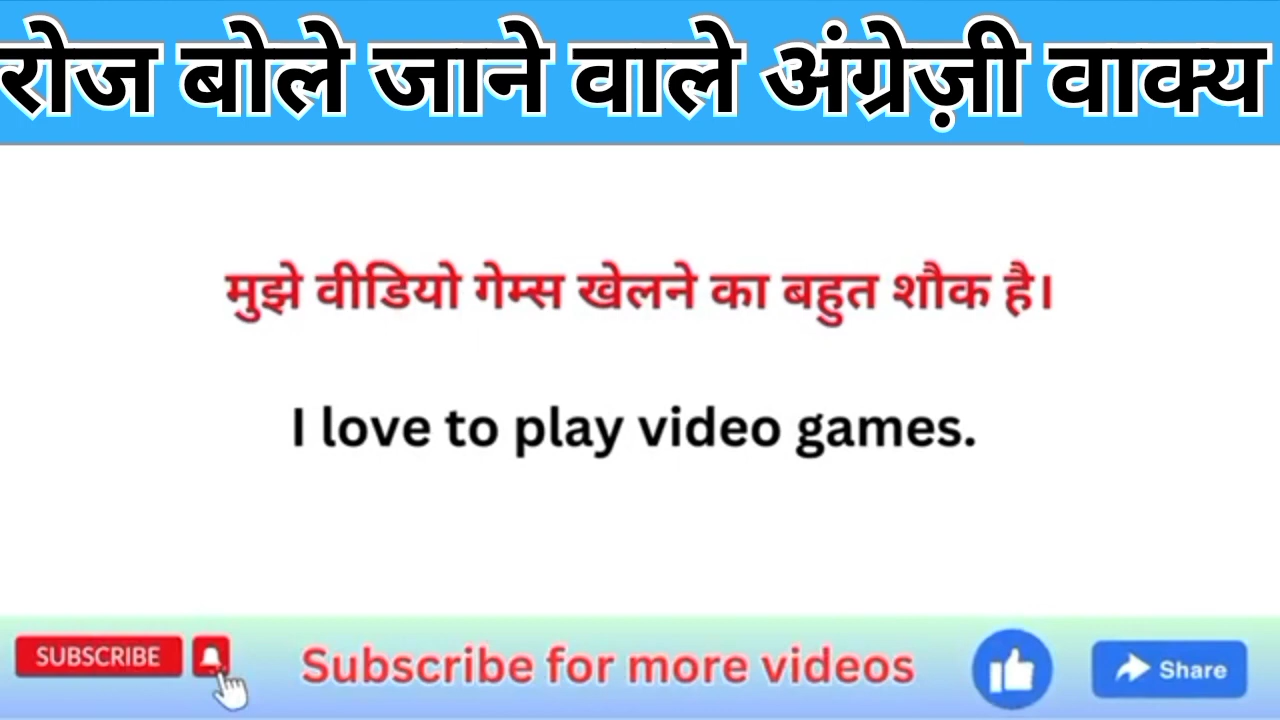 रोज बोले जाने वाले अंग्रेज़ी वाक्य
मुझे वीडियो गेम्स खेलने का बहुत शौक है।
I love to play video games.
SUBSCRIBE
Subscribe for more videos
Share